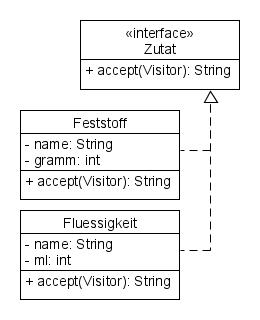 «interface»
Zutat
+ accept(Visitor): String
Feststoff
- name: String
- gramm: int
+ accept(Visitor): String
Fluessigkeit
- name: String
- ml: int
+ accept(Visitor): String